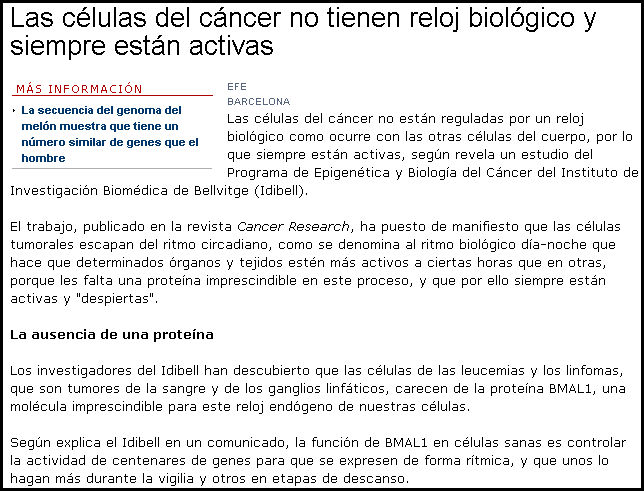 Las células del cáncer no tienen reloj biológico y
siempre están activas
MÁS INFORMACIÓN
La secuencia del genoma del
melón muestra que tiene un
número similar de genes que el
hombre
EFE
BARCELONA
Las células del cáncer no están reguladas por un reloj
biológico como ocurre con las otras células del cuerpo, por lo
que siempre están activas, según revela un estudio del
Programa de Epigenética y Biología del Cáncer del Instituto de
Investigación Biomédica de Bellvitge (Idibell).
El trabajo, publicado en la revista Cancer Research, ha puesto de manifiesto que las células
tumorales escapan del ritmo circadiano, como se denomina al ritmo biológico día-noche que
hace que determinados órganos y tejidos estén más activos a ciertas horas que en otras,
porque les falta una proteína imprescindible en este proceso, y que por ello siempre están
activas y "despiertas".
La ausencia de una proteína
Los investigadores del Idibell han descubierto que las células de las leucemias y los linfomas,
que son tumores de la sangre y de los ganglios linfáticos, carecen de la proteína BMAL1, una
molécula imprescindible para este reloj endógeno de nuestras células.
Según explica el Idibell en un comunicado, la función de BMAL1 en células sanas es controlar
la actividad de centenares de genes para que se expresen de forma rítmica, y que unos lo
hagan más durante la vigilia y otros en etapas de descanso.